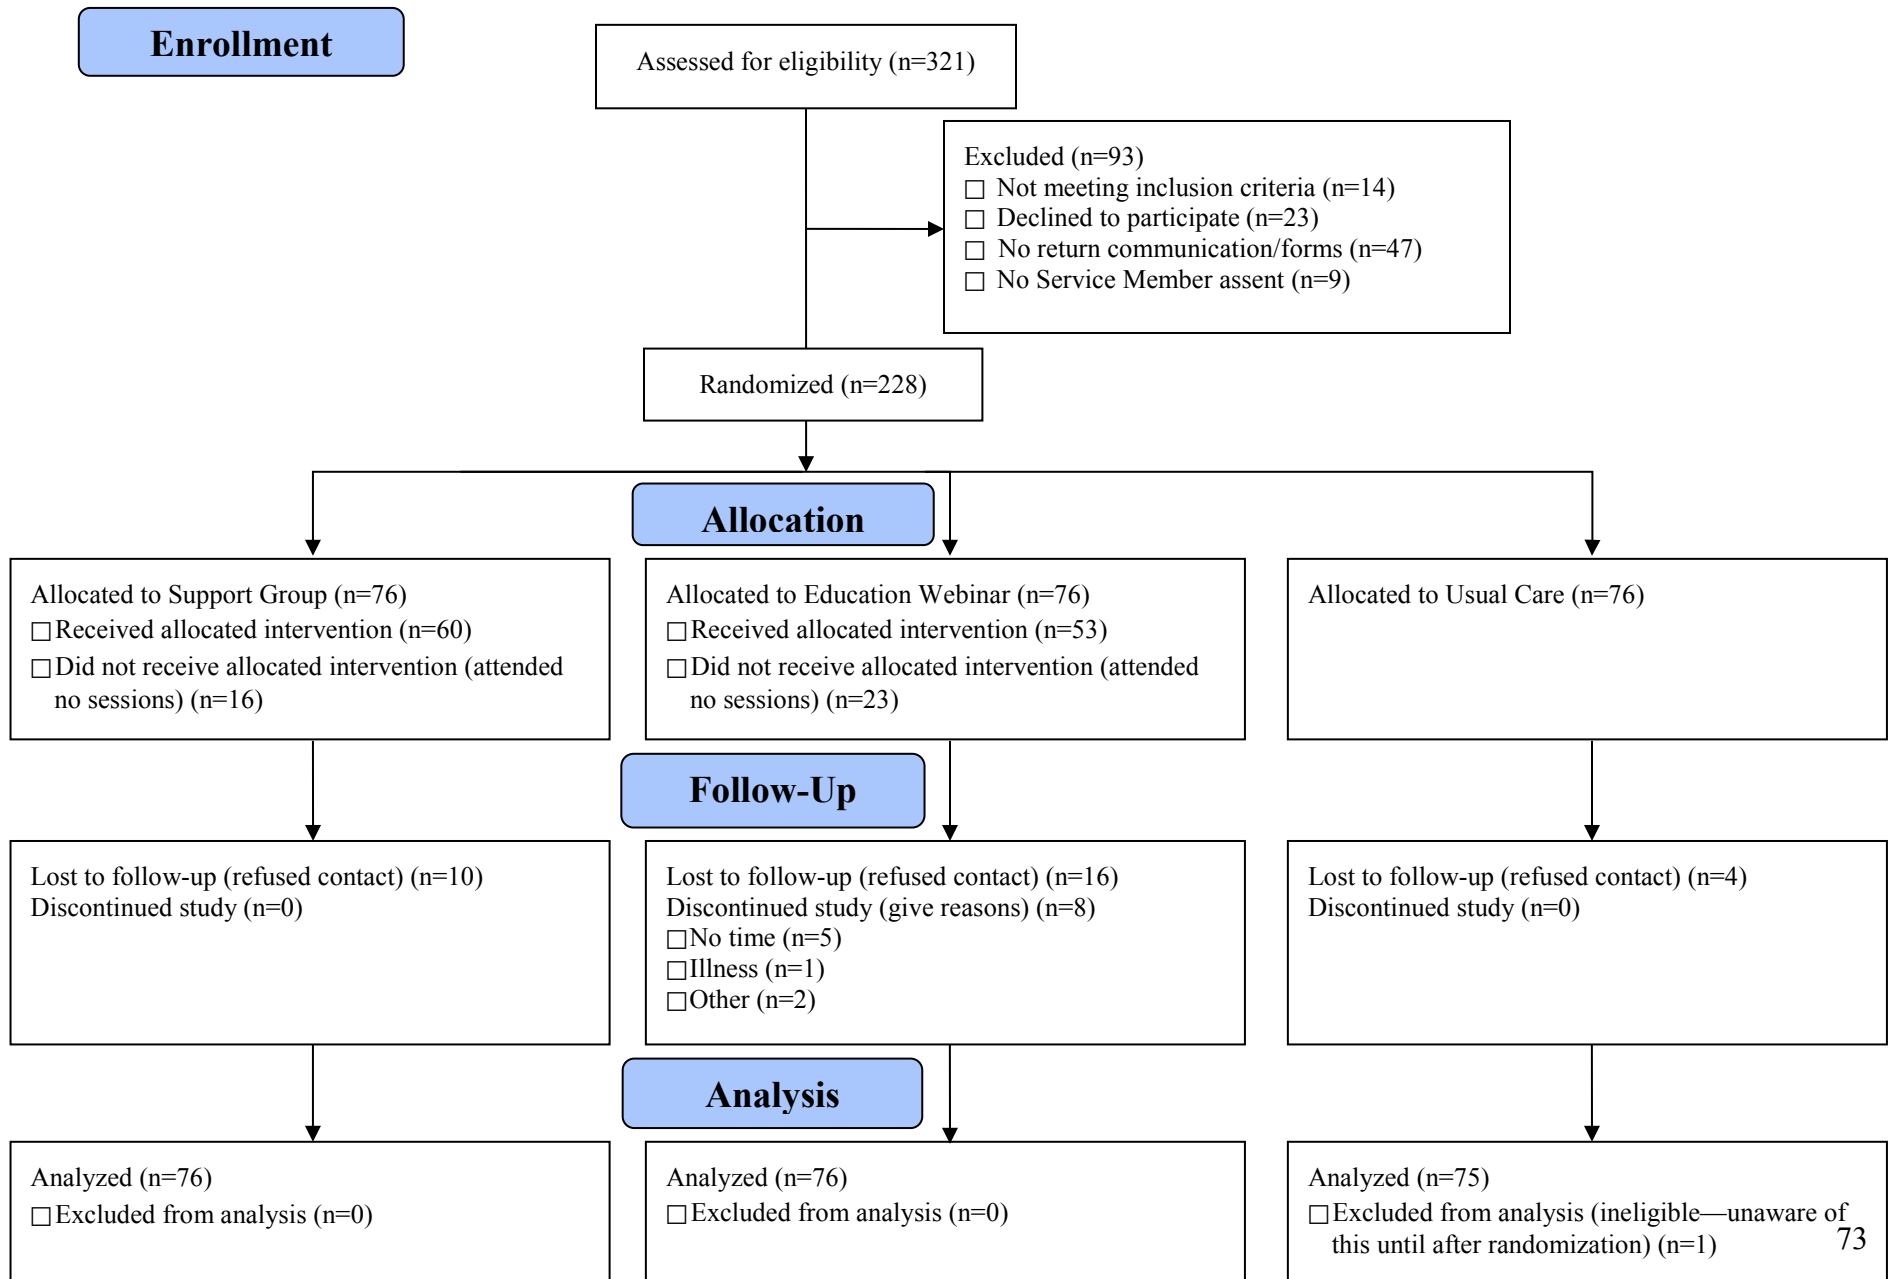 Enrollment
Assessed for eligibility (n=321)
Excluded (n=93)
□ Not meeting inclusion criteria (n=14)
□ Declined to participate (n=23)
□ No return communication/forms (n=47)
□ No Service Member assent (n=9)
Randomized (n=228)
Allocation
Allocated to Support Group (n=76)
□Received allocated intervention (n=60)
□Did not receive allocated intervention (attended
no sessions) (n=16)
Allocated to Education Webinar (n=76)
□Received allocated intervention (n=53)
□Did not receive allocated intervention (attended
no sessions) (n=23)
Allocated to Usual Care (n=76)
Follow-Up
Lost to follow-up (refused contact) (n=10)
Discontinued study (n=0)
Lost to follow-up (refused contact) (n=16)
Discontinued study (give reasons) (n=8)
□No time (n=5)
□Illness (n=1)
□Other (n=2)
Lost to follow-up (refused contact) (n=4)
Discontinued study (n=0)
Analysis
Analyzed (n=76)
□Excluded from analysis (n=0)
Analyzed (n=76)
□Excluded from analysis (n=0)
Analyzed (n=75)
□Excluded from analysis (ineligible—unaware of
this until after randomization) (n=1)
73